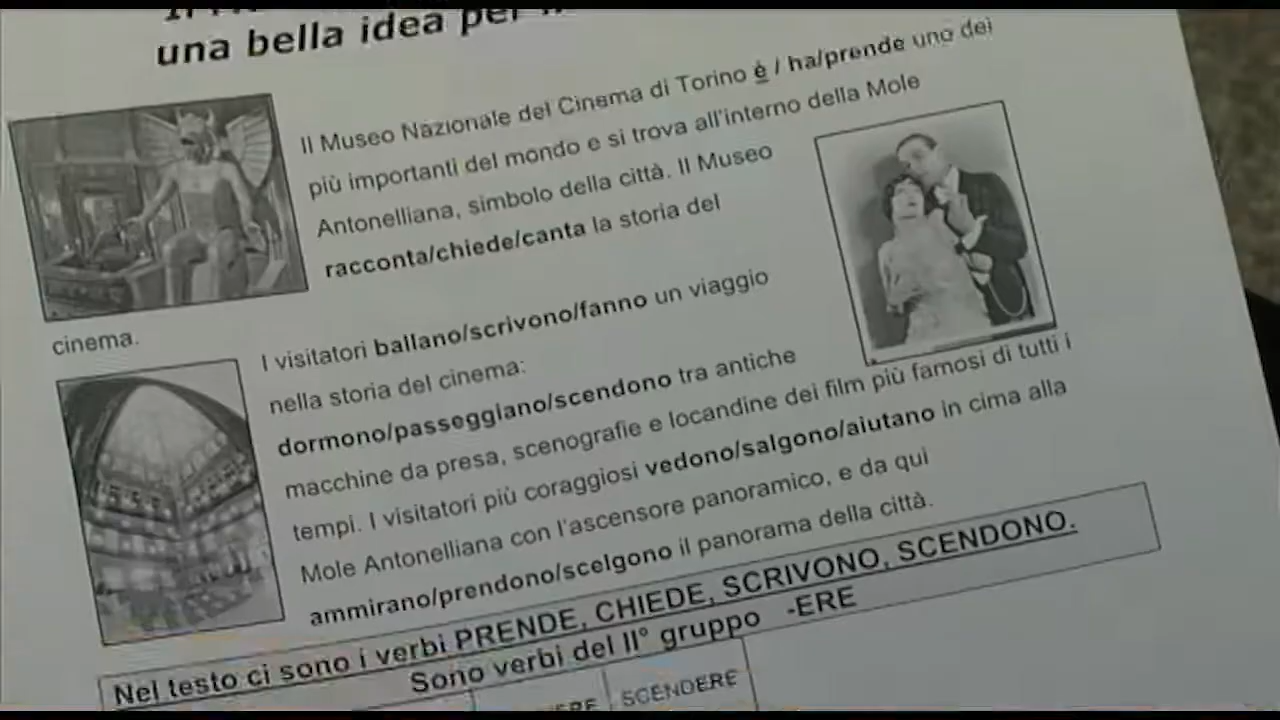 una bella idea per
Il Museo Nazionale del Cinema di Torino è / ha/prende uno dei
più importanti del mondo e si trova all'interno della Mole
Antonelliana, simbolo della città. Il Museo
racconta/chiede/canta la storia del
cinema.
I visitatori ballano/scrivono/fanno un viaggio
nella storia del cinema:
dormono/passeggiano/scendono tra antiche
macchine da presa, scenografie e locandine dei film più famosi di tutti i
tempi. I visitatori più coraggiosi vedono/salgono/aiutano in cima alla
Mole Antonelliana con l'ascensore panoramico, e da qui
ammirano/prendono/scelgono il panorama della città.
Nel testo ci sono i verbi PRENDE, CHIEDE, SCRIVONO, SCENDONO.
Sono verbi del II° gruppo -ERE
SCENDERE